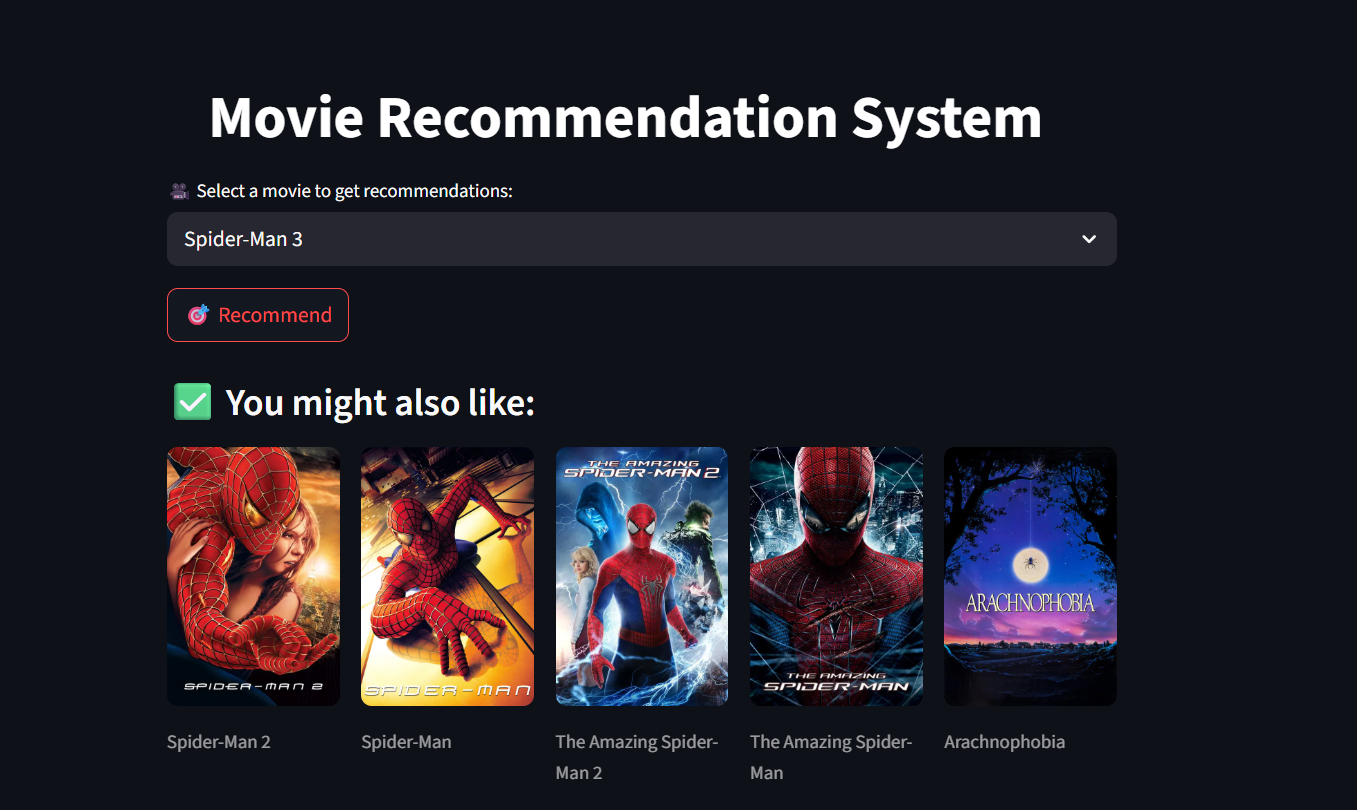 Movie Recommendation System
🎥 Select a movie to get recommendations:
Spider-Man 3
🎯 Recommend
✅ You might also like:
SPIDER-MAN 2
SPIDER-MAN
THE AMAZING
SPIDER-MAN 2
THE AMAZING
SPIDER-MAN
ARACHNOPHOBIA
Spider-Man 2
Spider-Man
The Amazing Spider-
Man 2
The Amazing Spider-
Man
Arachnophobia